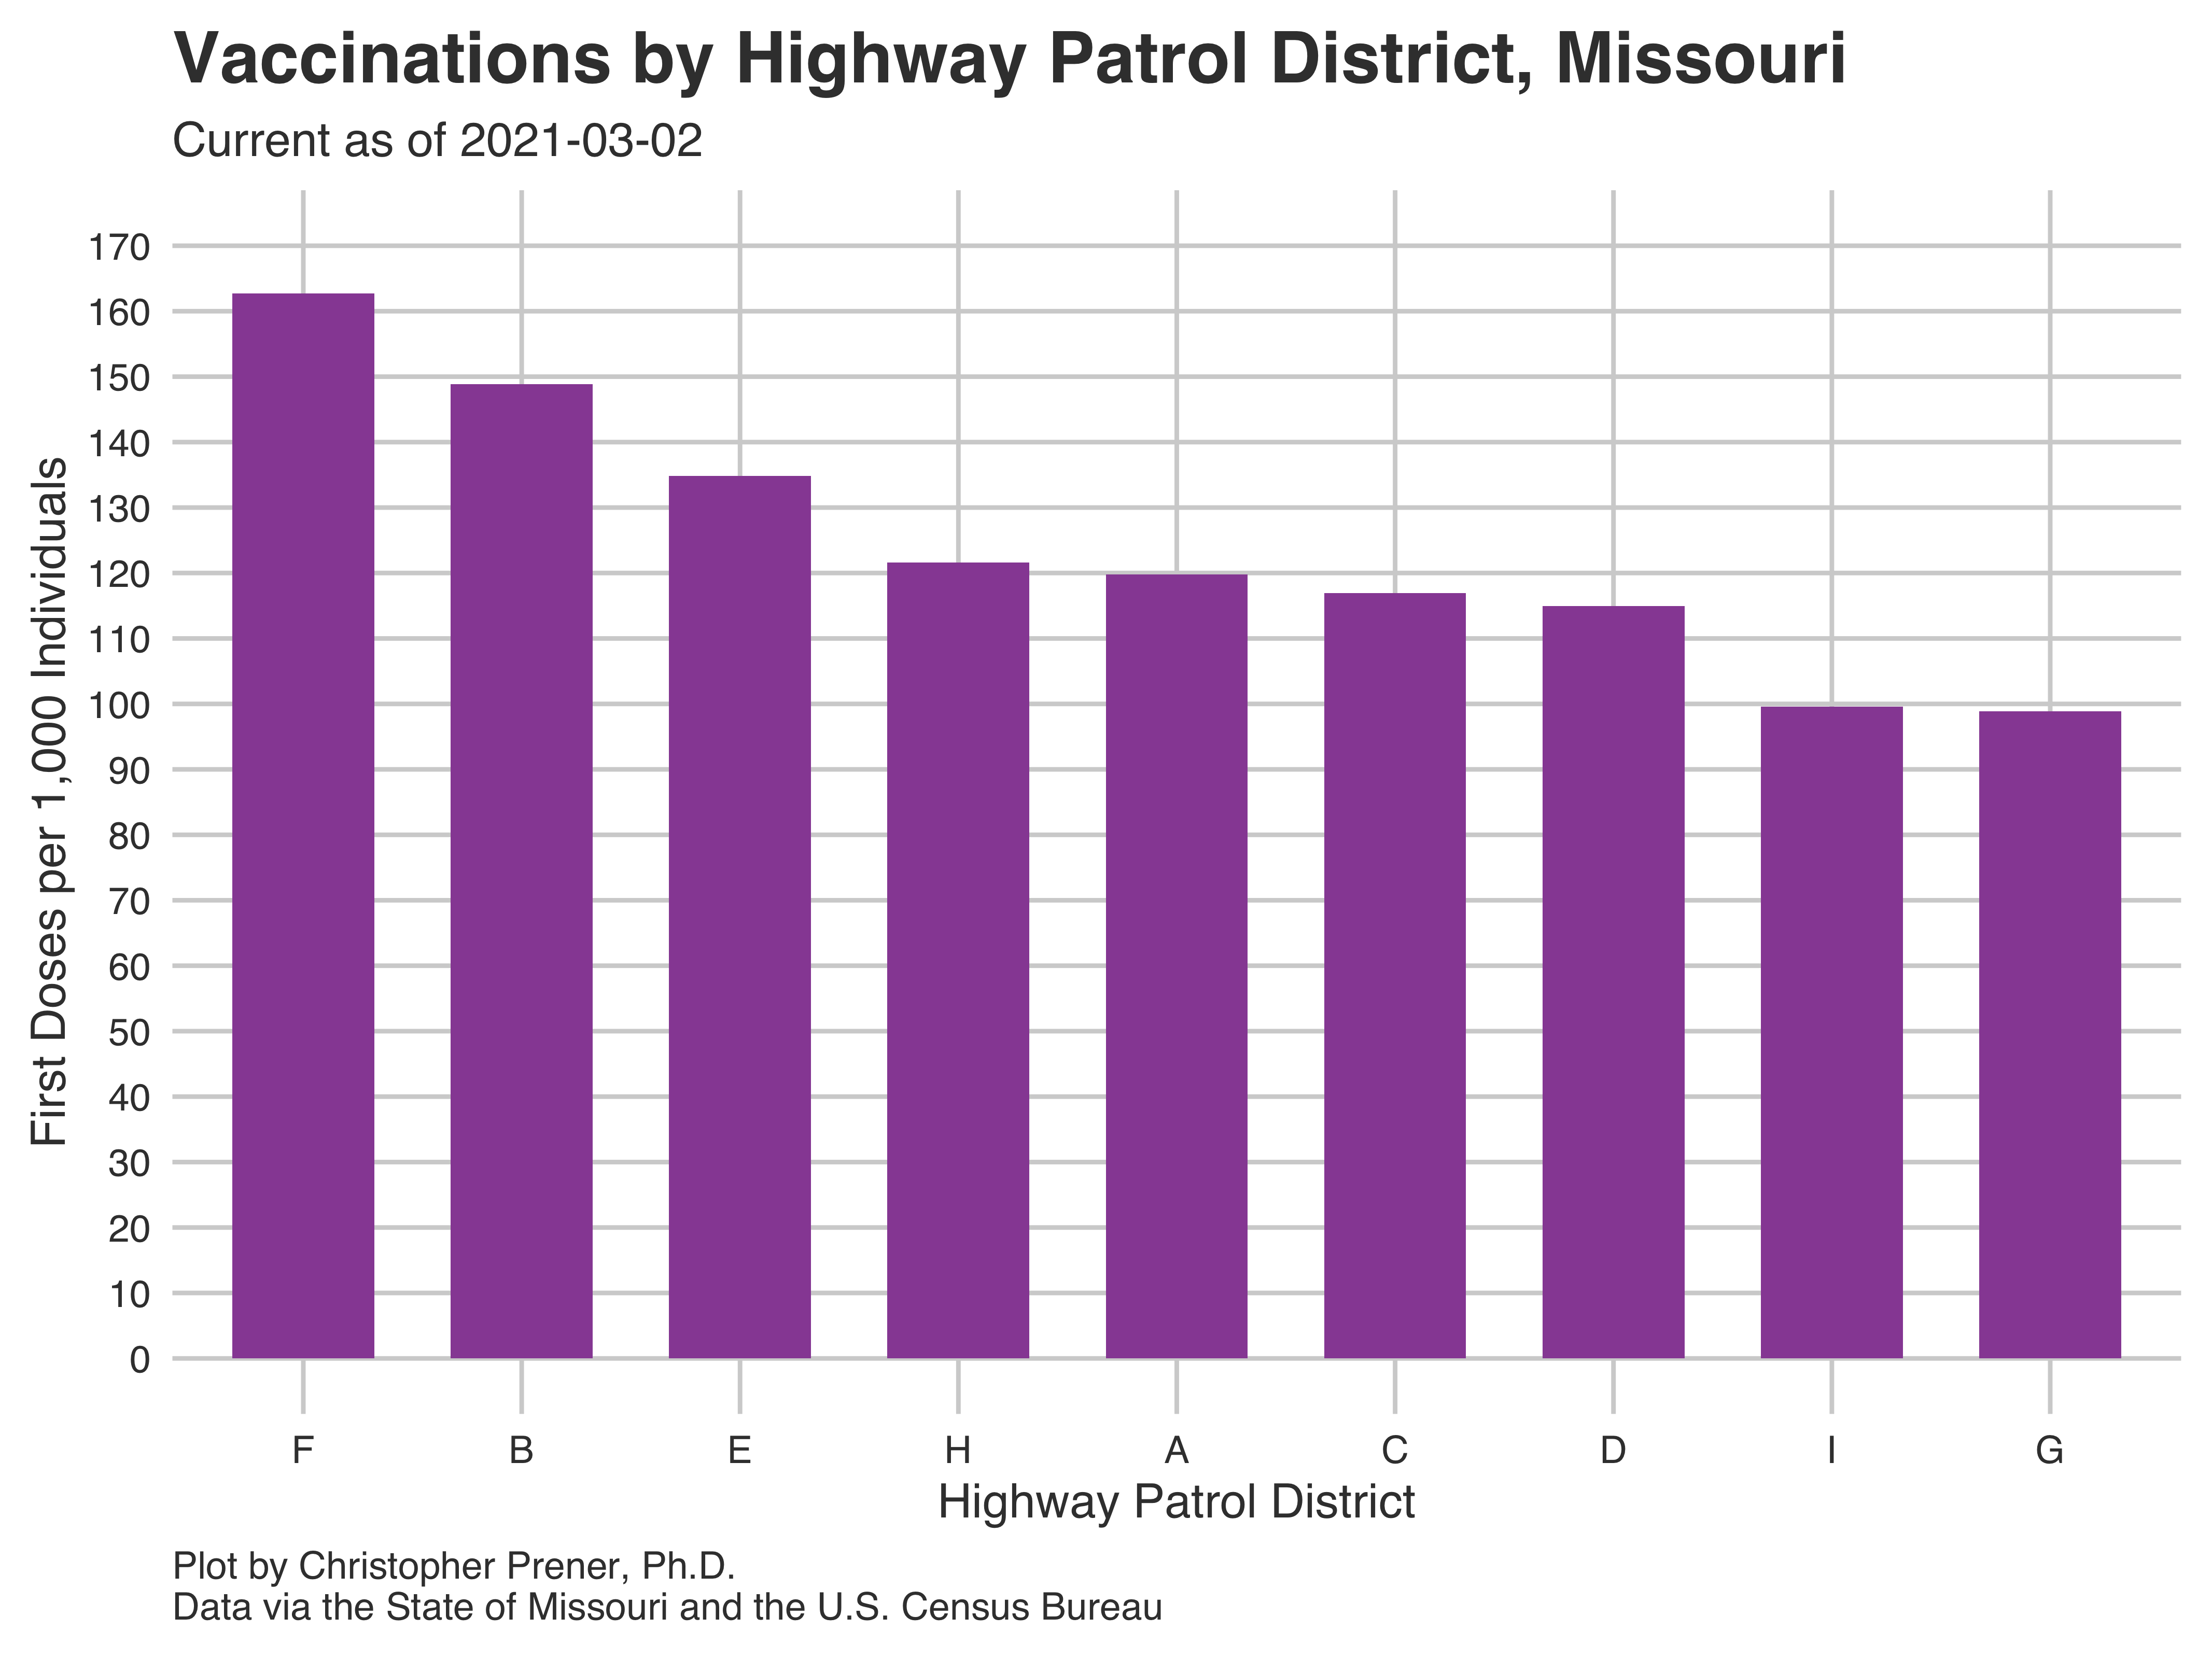 Vaccinations by Highway Patrol District, Missouri
Current as of 2021-03-02
First Doses per 1,000 Individuals
170
160
150
140
130
120
110
100
90
80
70
60
50
40
30
20
10
0
F B E H A C D I G
Highway Patrol District
Plot by Christopher Prener, Ph.D.
Data via the State of Missouri and the U.S. Census Bureau